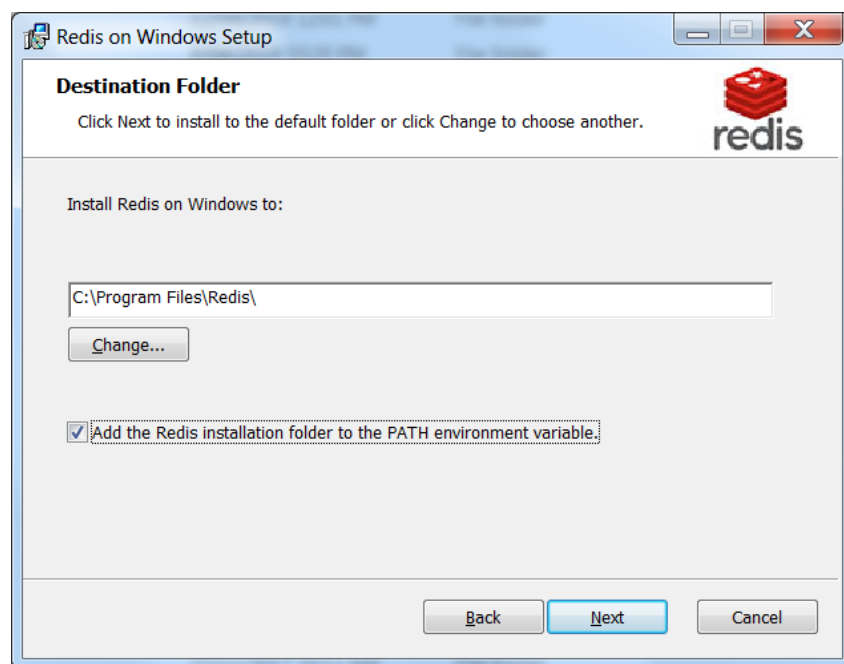 Redis on Windows Setup
Destination Folder
Click Next to install to the default folder or click Change to choose another.
redis
Install Redis on Windows to:
C:\Program Files\Redis\
Change...
Add the Redis installation folder to the PATH environment variable.
Back Next Cancel